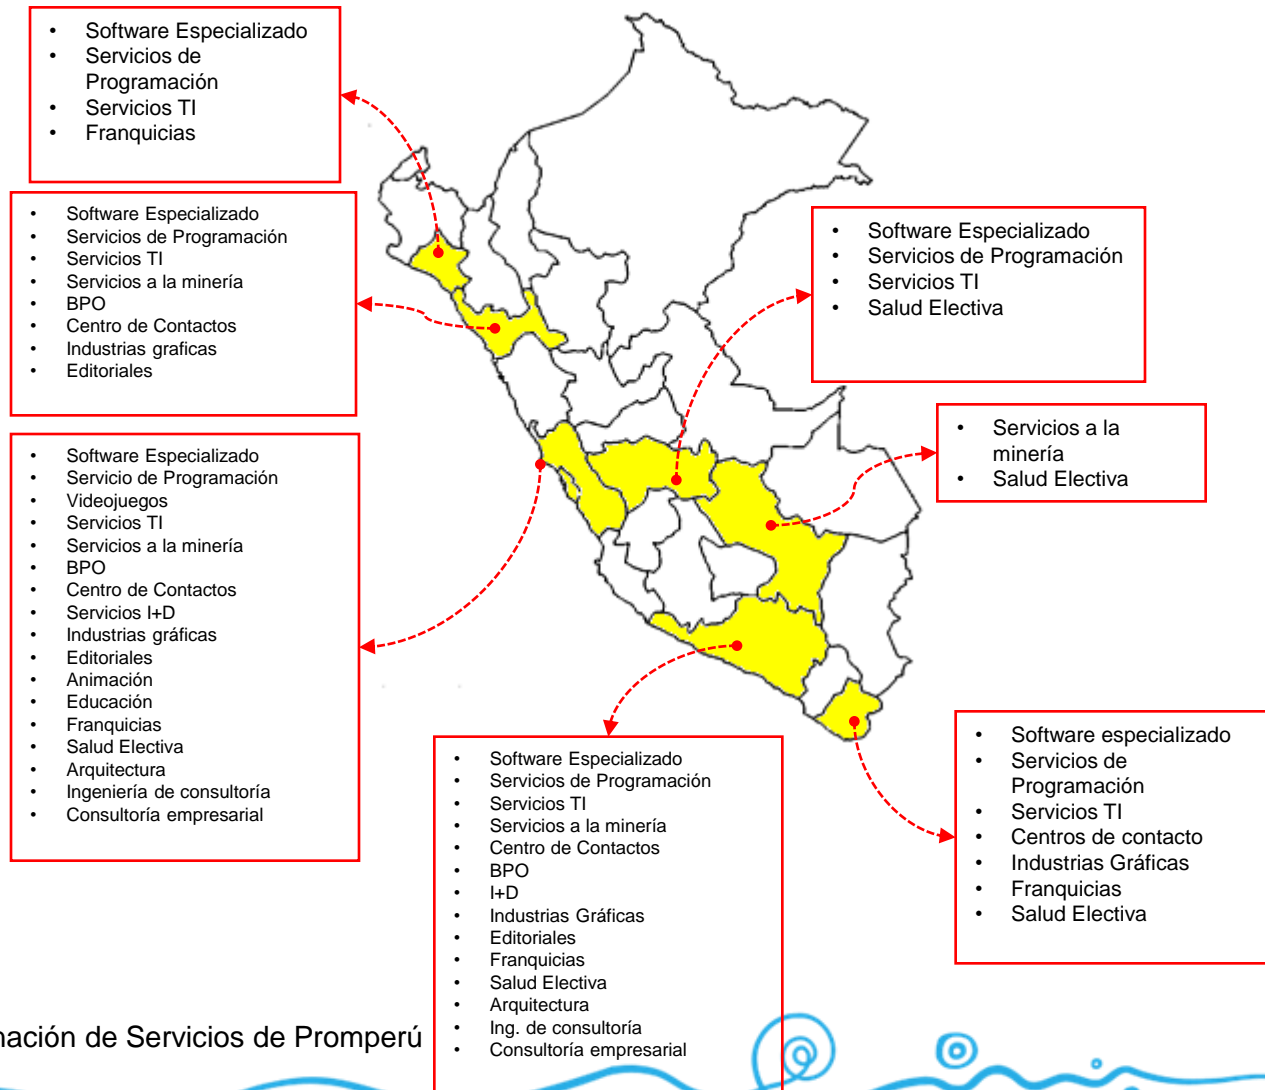 • Software Especializado
• Servicios de
Programación
• Servicios TI
• Franquicias
• Software Especializado
• Servicios de Programación
• Servicios TI
• Servicios a la minería
• BPO
• Centro de Contactos
• Industrias graficas
• Editoriales
• Software Especializado
• Servicio de Programación
• Videojuegos
• Servicios TI
• Servicios a la minería
• BPO
• Centro de Contactos
• Servicios I+D
• Industrias gráficas
• Editoriales
• Animación
• Educación
• Franquicias
• Salud Electiva
• Arquitectura
• Ingeniería de consultoría
• Consultoría empresarial
• Software Especializado
• Servicios de Programación
• Servicios TI
• Salud Electiva
• Servicios a la
minería
• Salud Electiva
• Software Especializado
• Servicios de Programación
• Servicios TI
• Servicios a la minería
• Centro de Contactos
• BPO
• I+D
• Industrias Gráficas
• Editoriales
• Franquicias
• Salud Electiva
• Arquitectura
• Ing. de consultoría
• Consultoría empresarial
• Software especializado
• Servicios de
Programación
• Servicios TI
• Centros de contacto
• Industrias Gráficas
• Franquicias
• Salud Electiva
nación de Servicios de Promperú